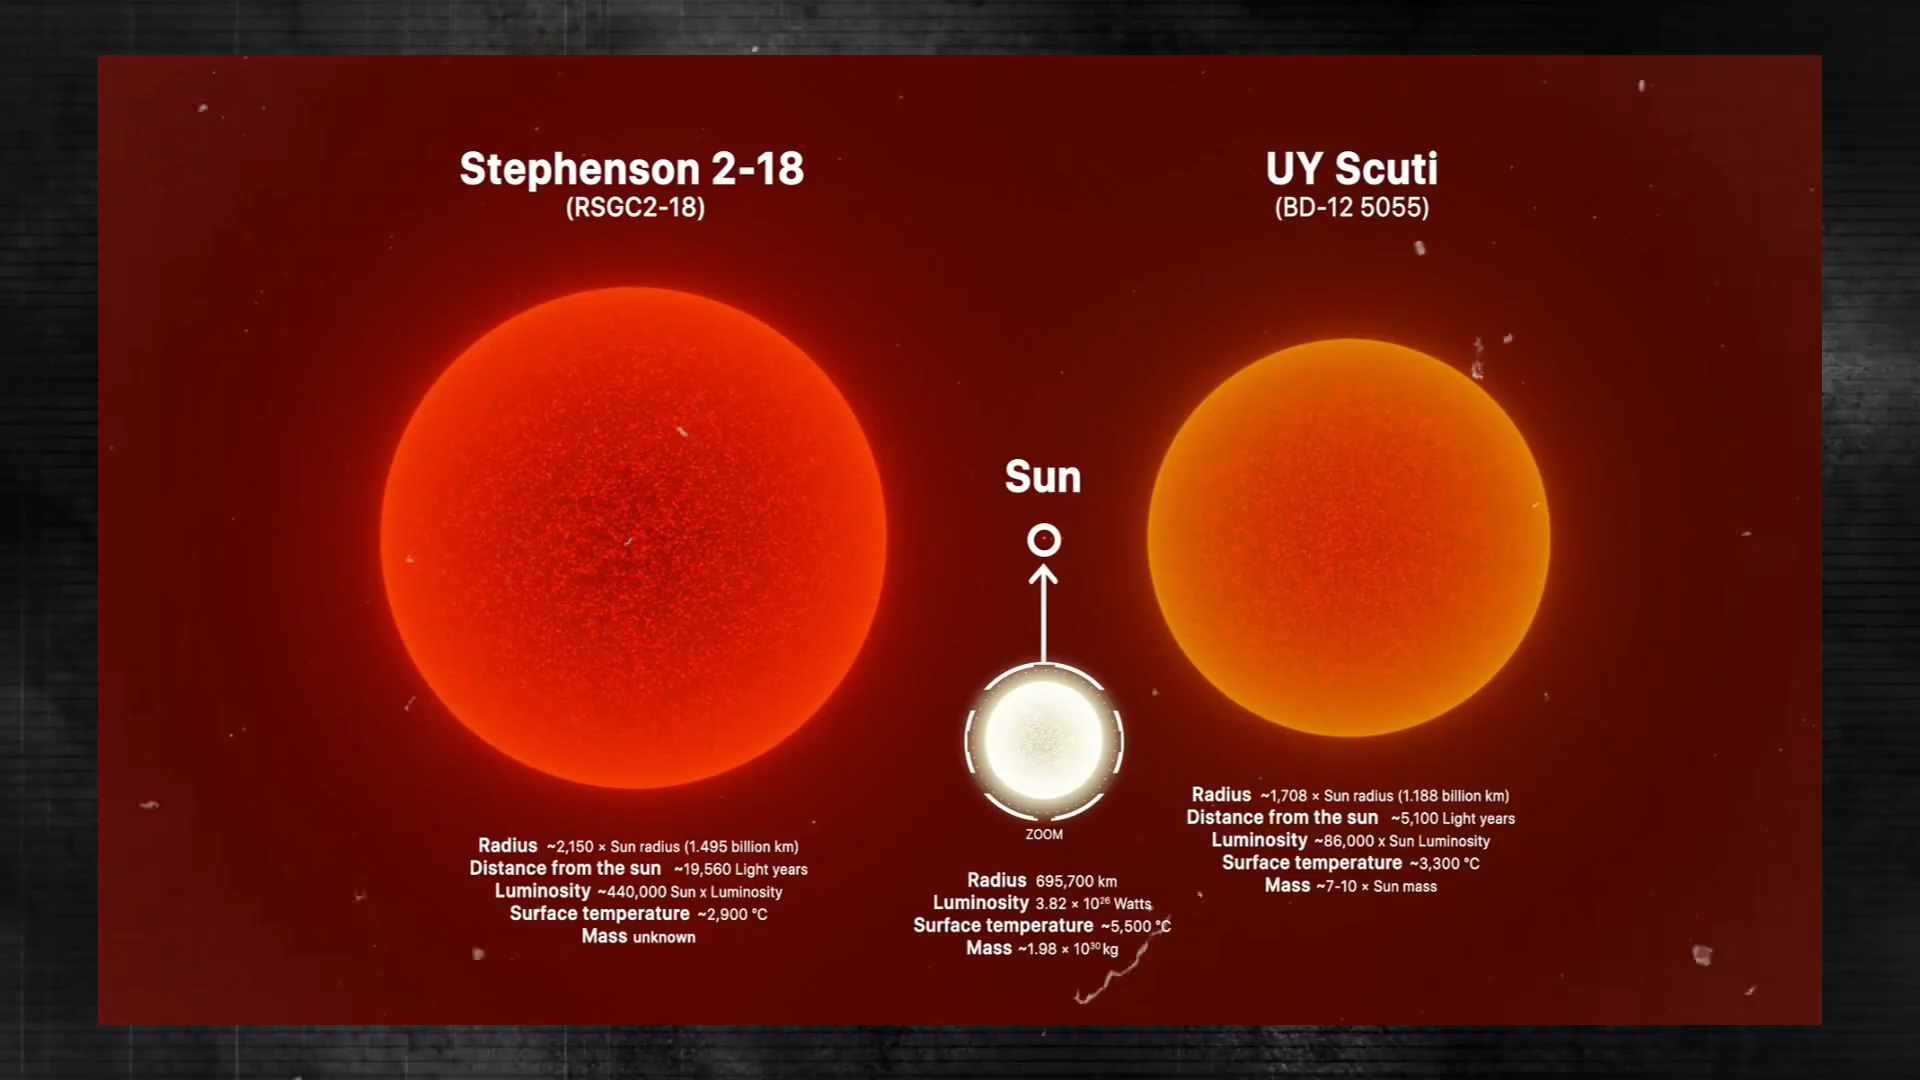 Stephenson 2-18
(RSGC2-18)
Radius ~2,150 × Sun radius (1.495 billion km)
Distance from the sun ~19,560 Light years
Luminosity ~440,000 Sun x Luminosity
Surface temperature ~2,900 °C
Mass unknown
Sun
ZOOM
Radius 695,700 km
Luminosity 3.82 × 10²⁶ Watts
Surface temperature ~5,500 °C
Mass ~1.98 × 10³⁰ kg
UY Scuti
(BD-12 5055)
Radius ~1,708 × Sun radius (1.188 billion km)
Distance from the sun ~5,100 Light years
Luminosity ~86,000 x Sun Luminosity
Surface temperature ~3,300 °C
Mass ~7-10 × Sun mass